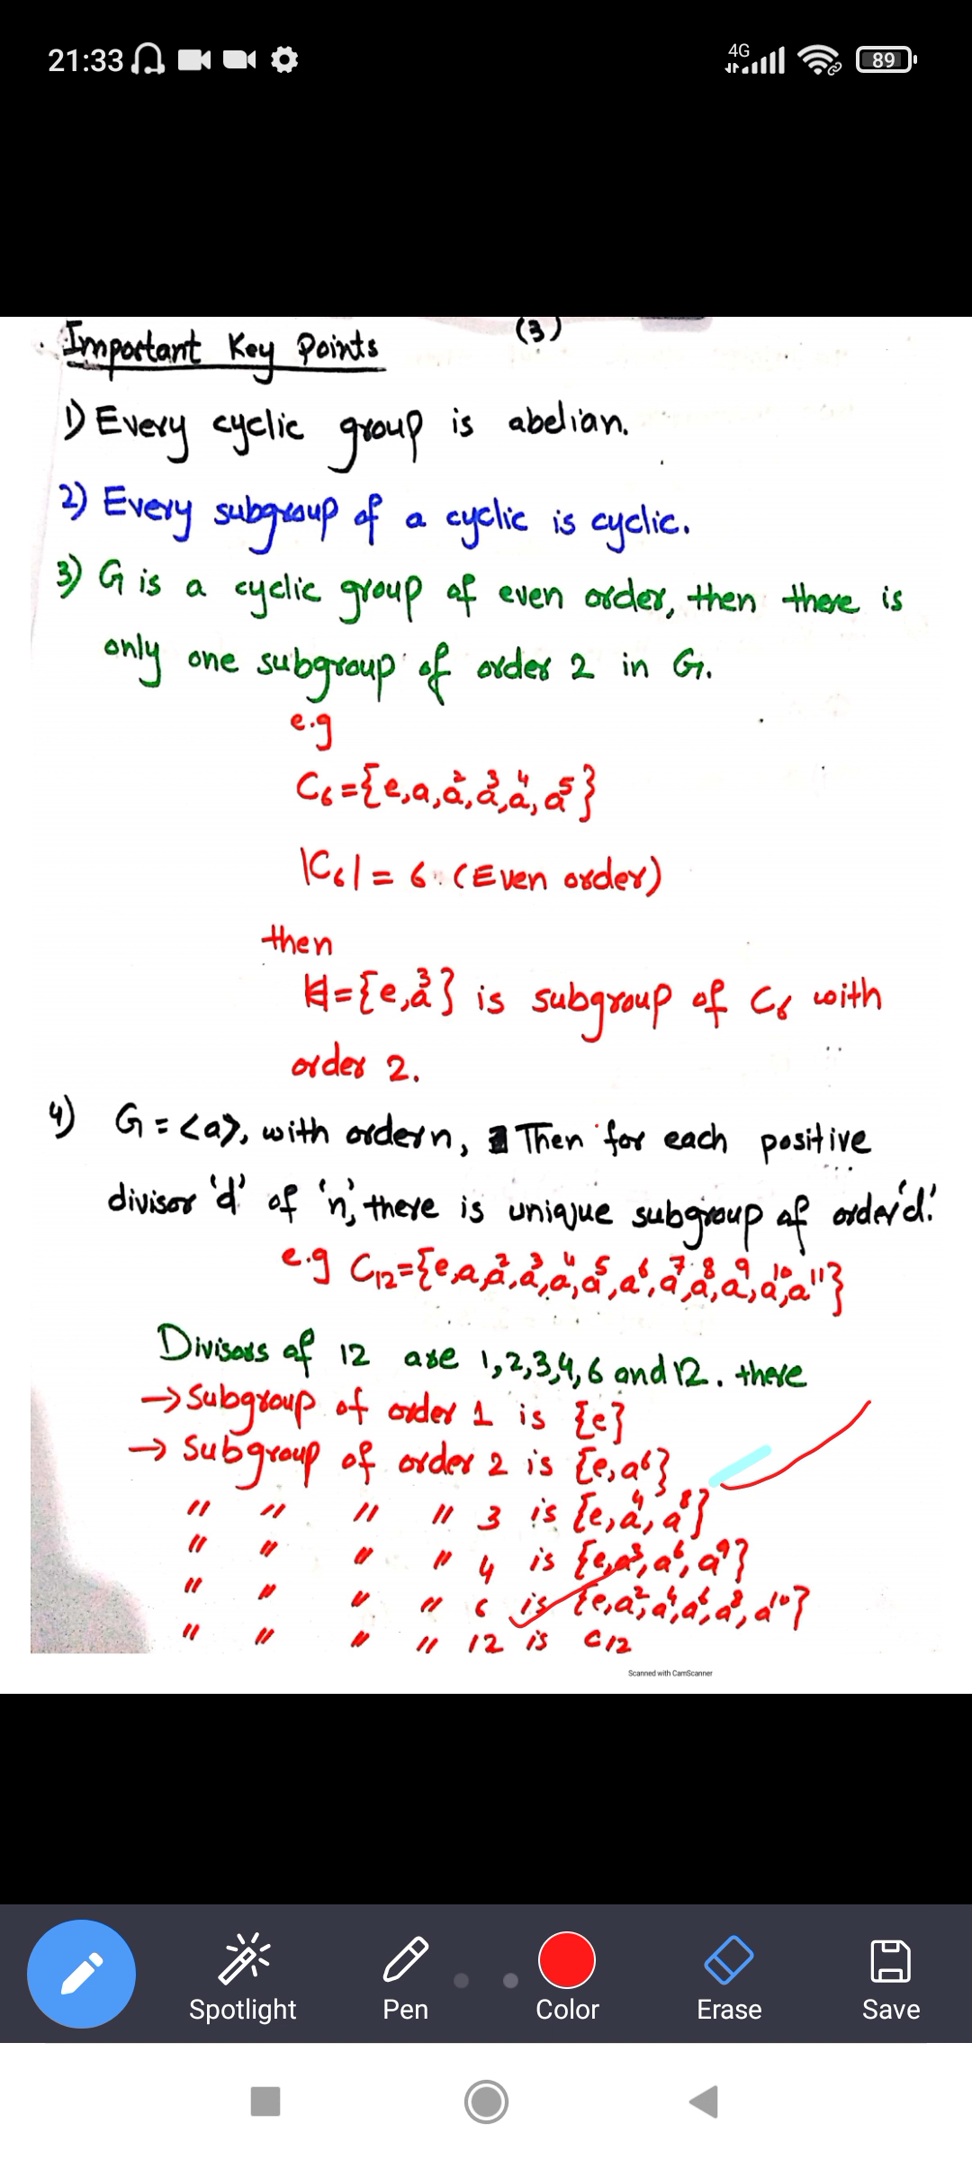 21:33 4G 89
(3)
Important Key Points
1) Every cyclic group is abelian.
2) Every subgroup of a cyclic is cyclic.
3) G is a cyclic group of even order, then there is
only one subgroup of order 2 in G.
e.g
C₆={e,a,a²,a³,a⁴,a⁵}
|C₆| = 6 (Even order)
then
H={e,a³} is subgroup of C₆ with
order 2.
4) G = <a>, with order n, Then for each positive
divisor 'd' of 'n', there is unique subgroup of order 'd'.
e.g C₁₂={e,a,a²,a³,a⁴,a⁵,a⁶,a⁷,a⁸,a⁹,a¹⁰,a¹¹}
Divisors of 12 are 1,2,3,4,6 and 12. there
→ Subgroup of order 1 is {e}
→ Subgroup of order 2 is {e,a⁶}
" " " " 3 is {e,a⁴,a⁸}
" " " " 4 is {e,a³,a⁶,a⁹}
" " " " 6 is {e,a²,a⁴,a⁶,a⁸,a¹⁰}
" " " " 12 is C₁₂
Scanned with CamScanner
Spotlight Pen Color Erase Save